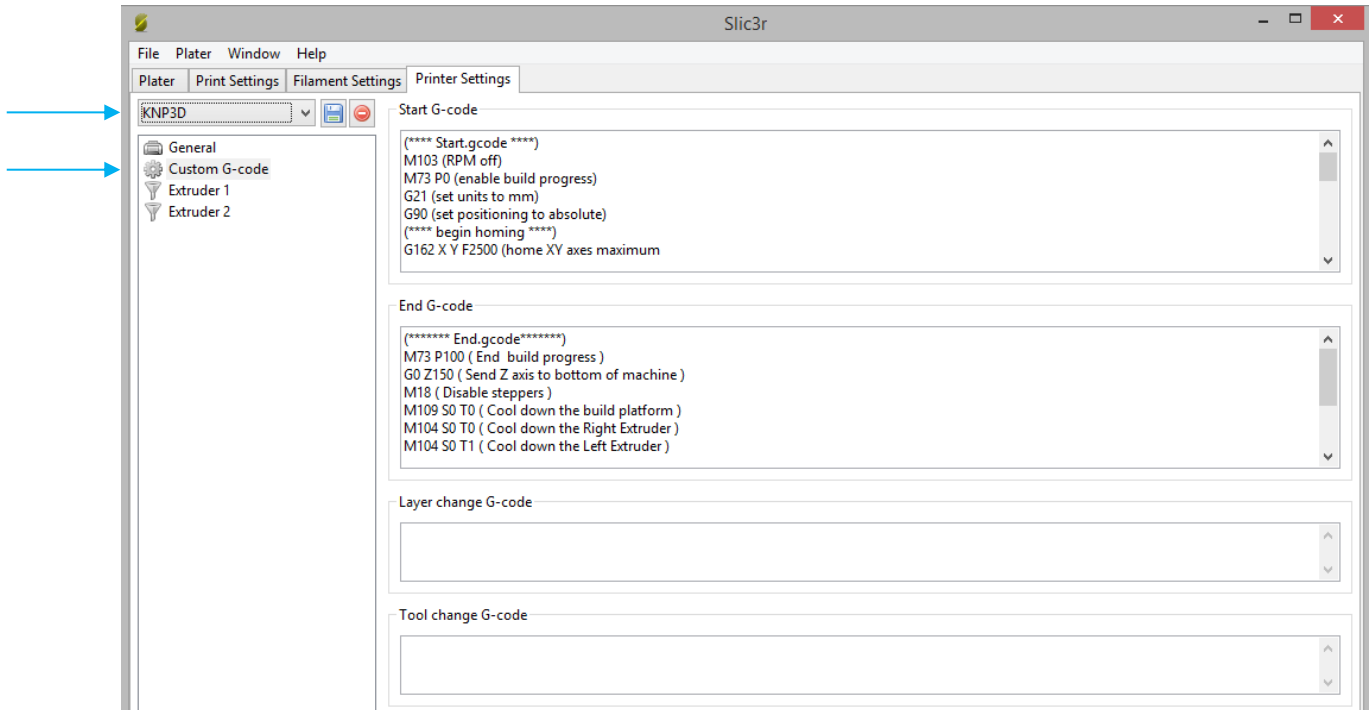 Slic3r
File Plater Window Help
Plater Print Settings Filament Settings Printer Settings
KNP3D
General
Custom G-code
Extruder 1
Extruder 2
Start G-code
(**** Start.gcode ****)
M103 (RPM off)
M73 P0 (enable build progress)
G21 (set units to mm)
G90 (set positioning to absolute)
(**** begin homing ****)
G162 X Y F2500 (home XY axes maximum
End G-code
(******* End.gcode*******)
M73 P100 ( End  build progress )
G0 Z150 ( Send Z axis to bottom of machine )
M18 ( Disable steppers )
M109 S0 T0 ( Cool down the build platform )
M104 S0 T0 ( Cool down the Right Extruder )
M104 S0 T1 ( Cool down the Left Extruder )
Layer change G-code
Tool change G-code